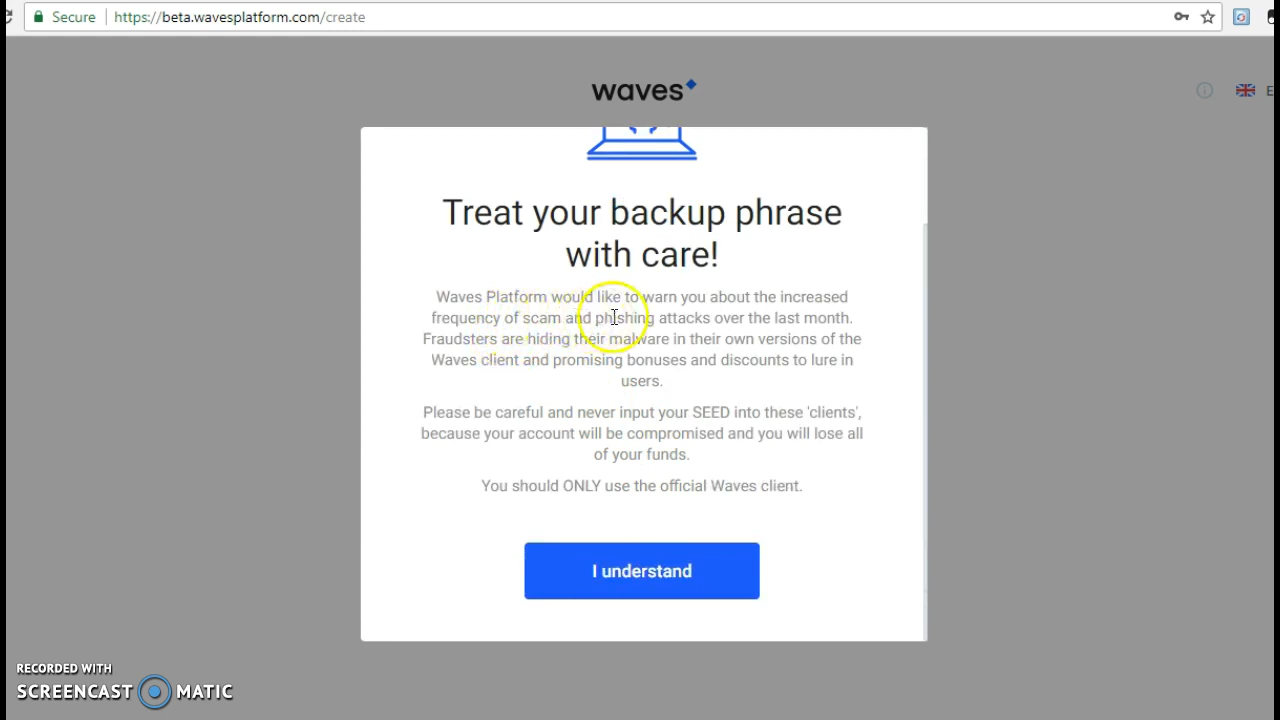 Secure https://beta.wavesplatform.com/create
waves
E
Treat your backup phrase
with care!
Waves Platform would like to warn you about the increased
frequency of scam and phishing attacks over the last month.
Fraudsters are hiding their malware in their own versions of the
Waves client and promising bonuses and discounts to lure in
users.
Please be careful and never input your SEED into these 'clients',
because your account will be compromised and you will lose all
of your funds.
You should ONLY use the official Waves client.
I understand
RECORDED WITH
SCREENCAST MATIC